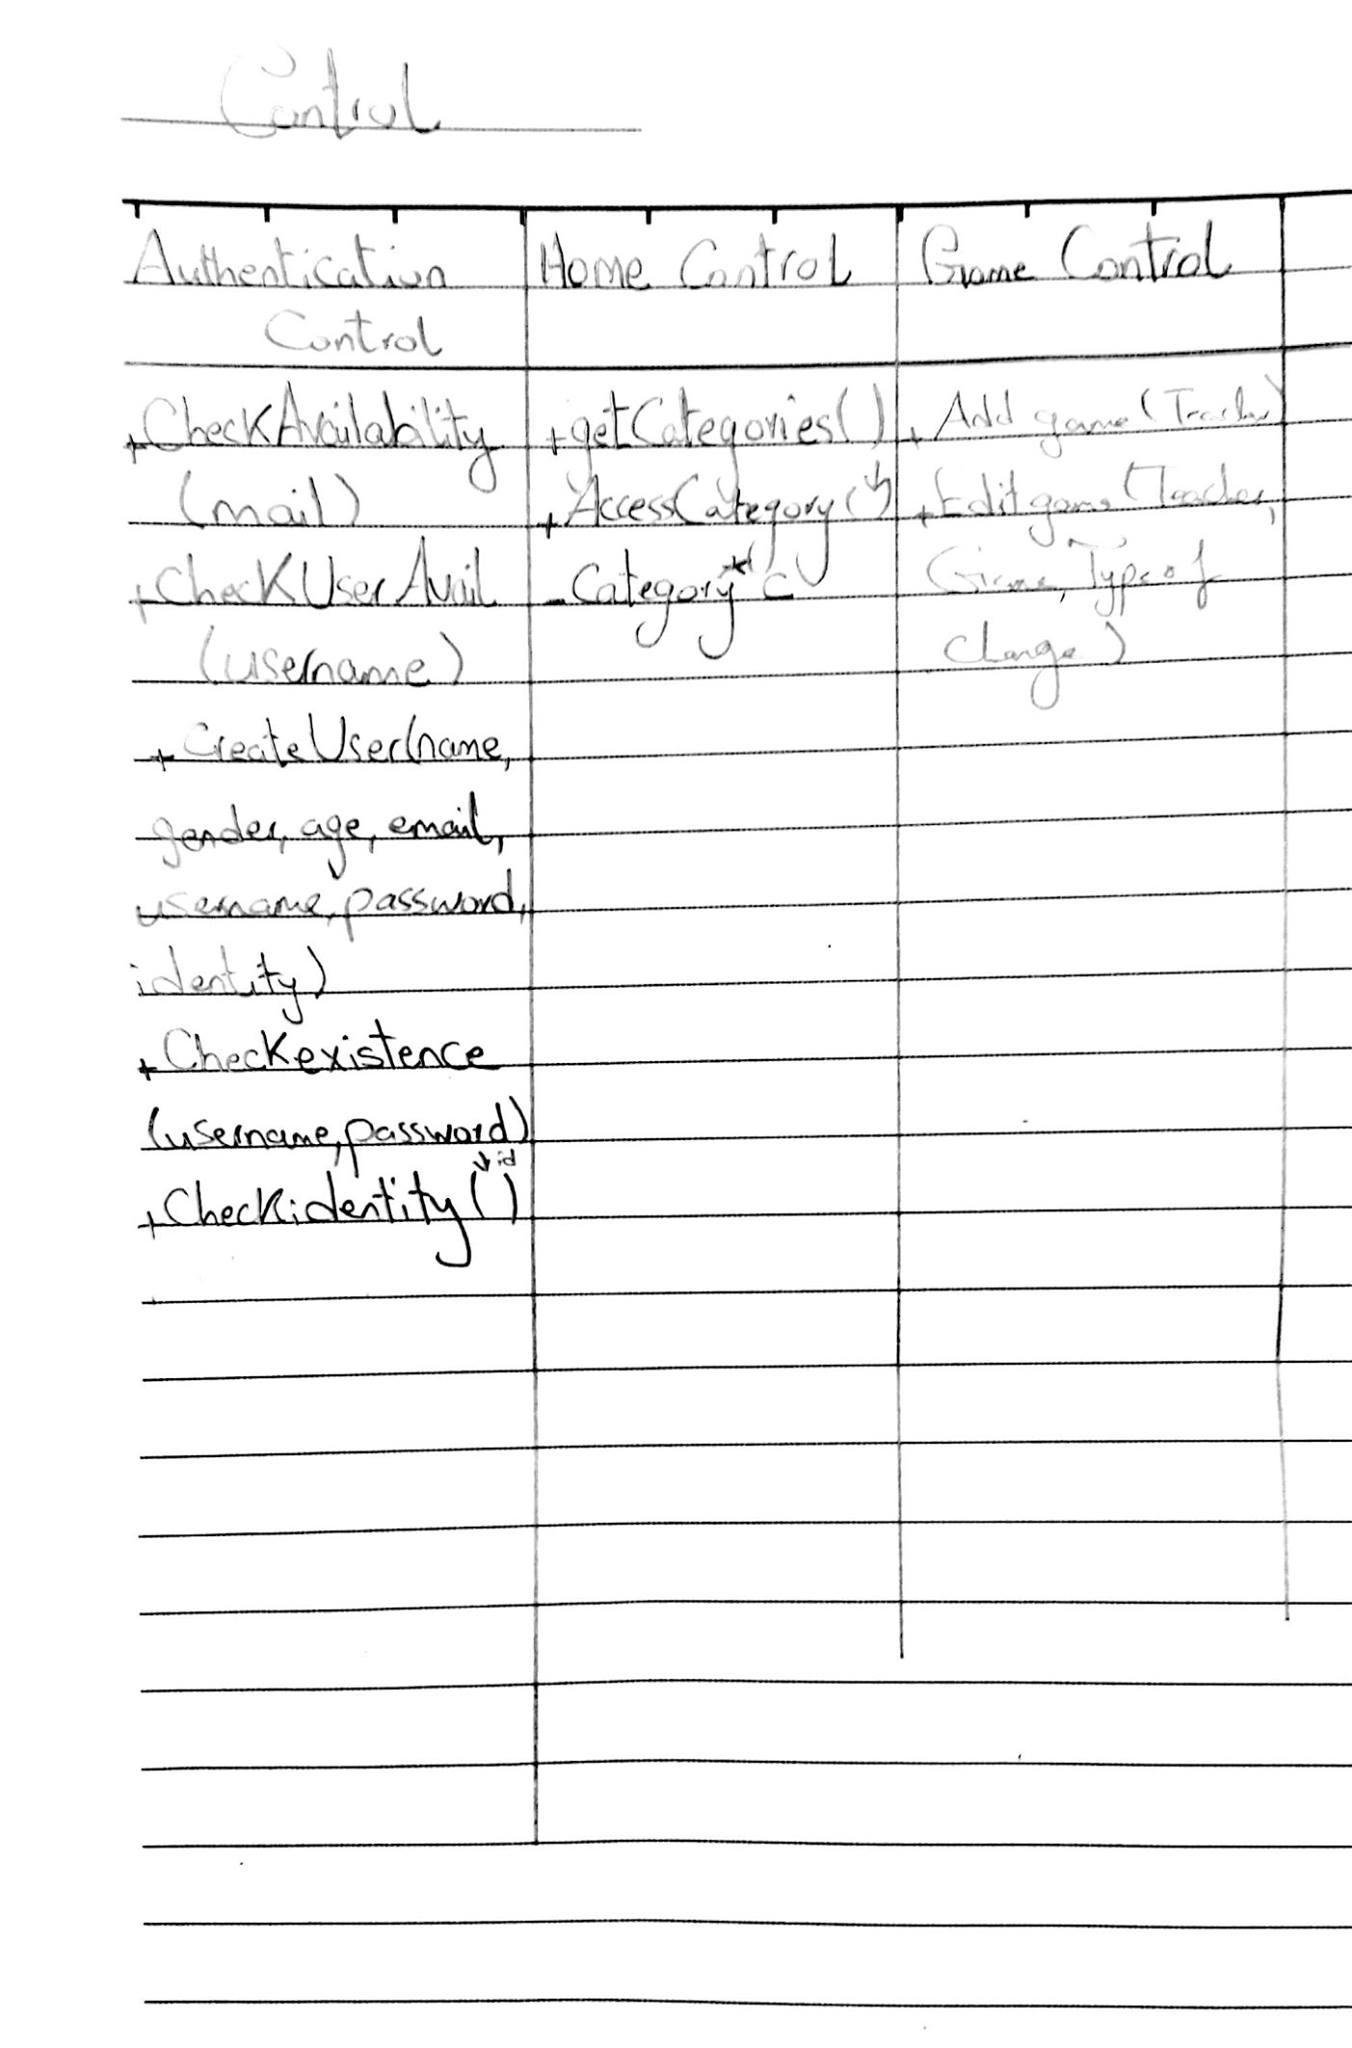 Control
Authentication
Control
+CheckAvailability
(mail)
+CheckUserAvail
(username)
+CreateUser(name,
gender, age, email,
username, password,
identity)
+Checkexistence
(username, password)
id
+Checkidentity()
Home Control
+getCategories()
+AccessCategory()
-Category* C
Game Control
+ Add game (Teacher)
+Edit game (Teacher,
Game, Type of
change)